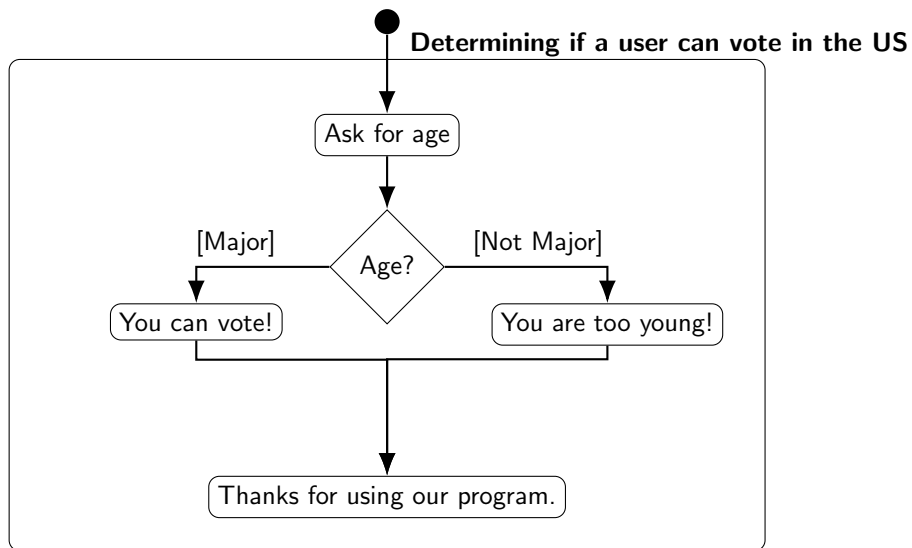 Determining if a user can vote in the US
Ask for age
[Major]
[Not Major]
Age?
You can vote!
You are too young!
Thanks for using our program.